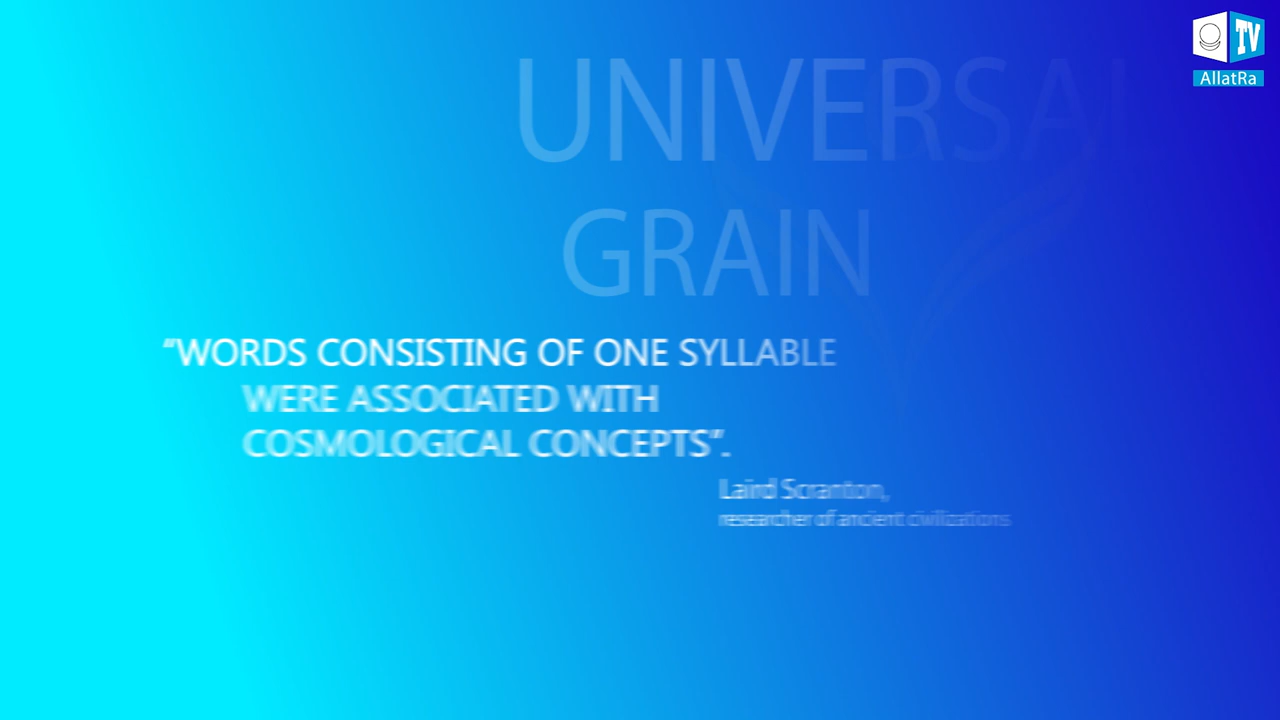 TV
AllatRa
UNIVERSAL
GRAIN
“WORDS CONSISTING OF ONE SYLLABLE
WERE ASSOCIATED WITH
COSMOLOGICAL CONCEPTS”.
Laird Scranton,
researcher of ancient civilizations